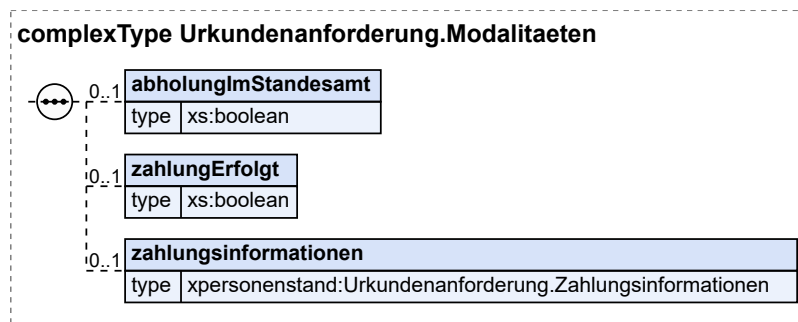 complexType Urkundenanforderung.Modalitaeten
0..1 abholungImStandesamt
type xs:boolean
0..1 zahlungErfolgt
type xs:boolean
0..1 zahlungsinformationen
type xpersonenstand:Urkundenanforderung.Zahlungsinformationen